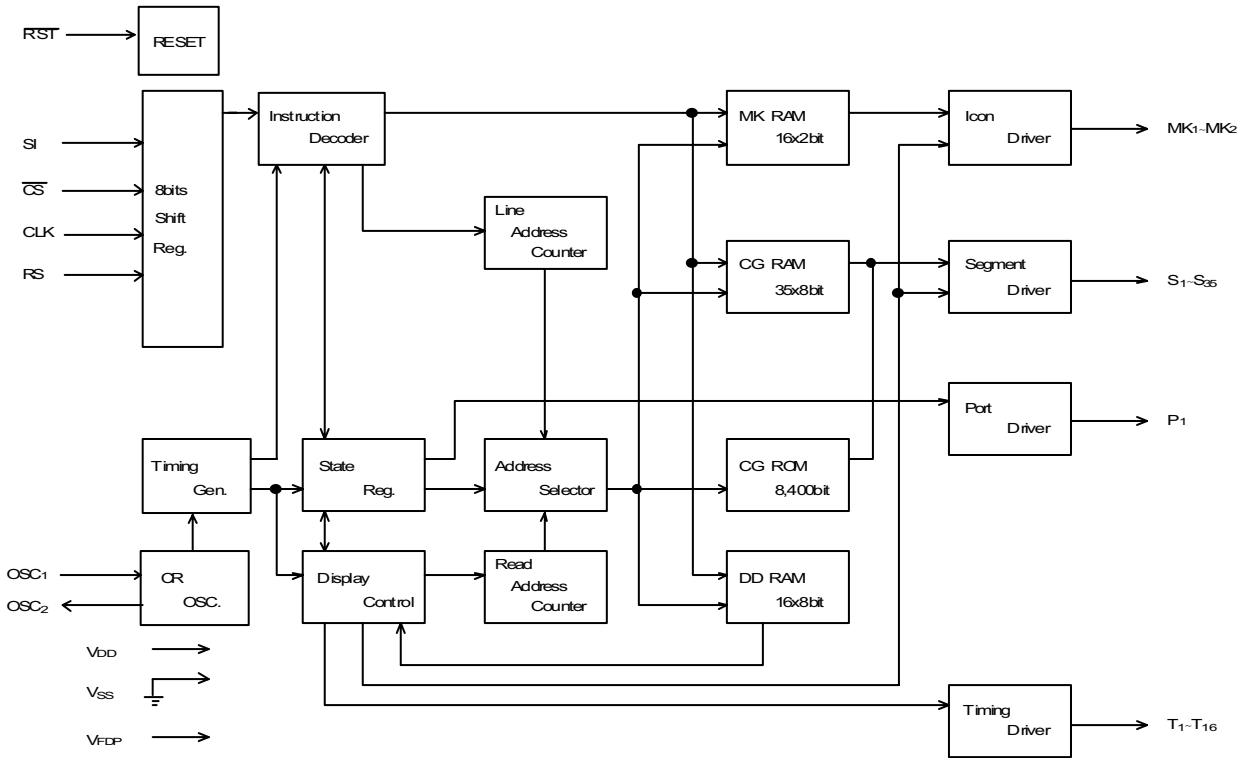 RST
RESET
SI
CS
CLK
RS
8bits
Shift
Reg.
Instruction
Decoder
Line
Address
Counter
MK RAM
16x2bit
Icon
Driver
MK1~MK2
CG RAM
35x8bit
Segment
Driver
S1~S35
Port
Driver
P1
Timing
Gen.
State
Reg.
Address
Selector
CG ROM
8,400bit
OSC1
OSC2
CR
OSC.
Display
Control
Read
Address
Counter
DD RAM
16x8bit
VDD
VSS
VFDP
Timing
Driver
T1~T16